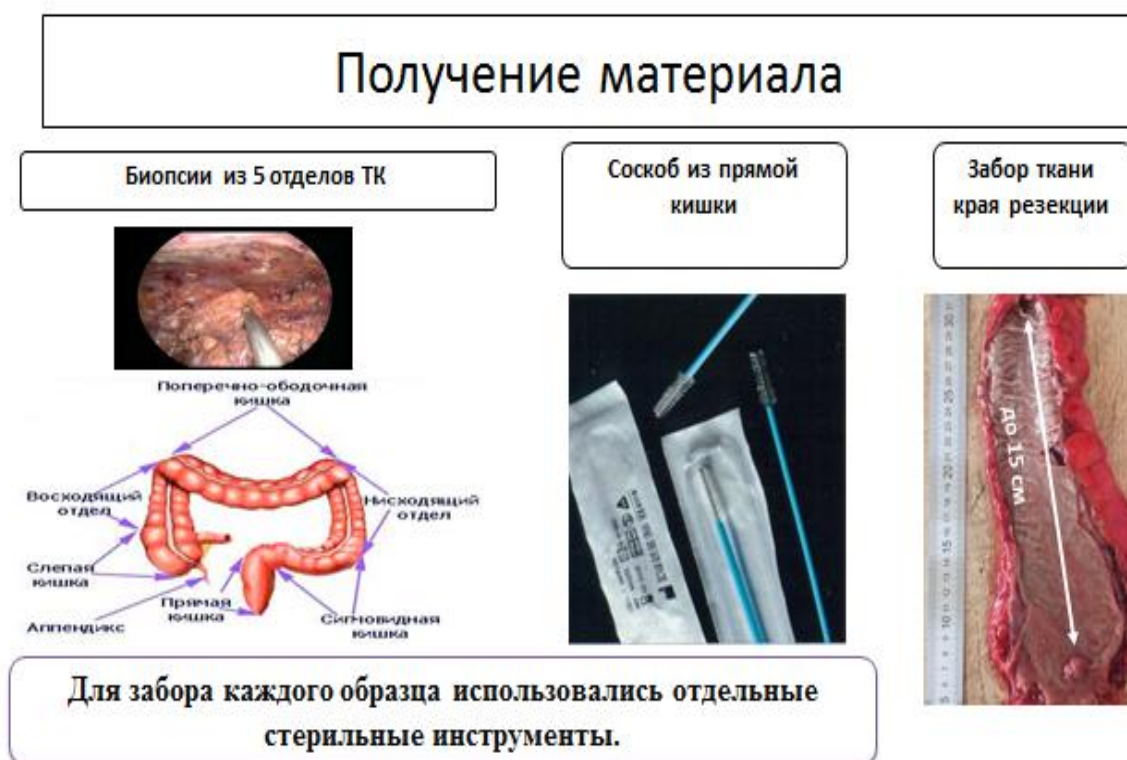 Получение материала
Биопсии из 5 отделов ТК
Соскоб из прямой
кишки
Забор ткани
края резекции
Поперечно-ободочная
кишка
Восходящий
отдел
Нисходящий
отдел
Слепая
кишка
Прямая
кишка
Сигмовидная
кишка
Аппендикс
до 15 см
Для забора каждого образца использовались отдельные
стерильные инструменты.